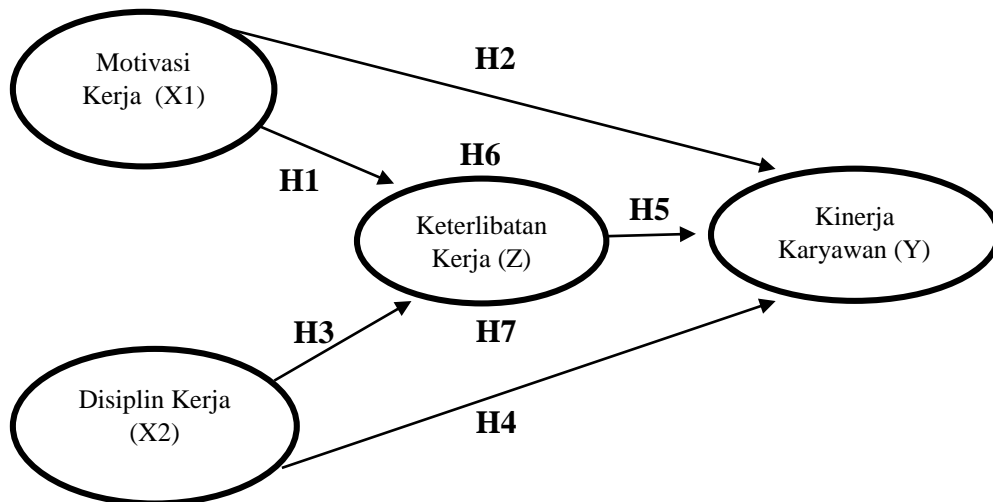 Motivasi
Kerja (X1)
H2
H1
H6
Keterlibatan
Kerja (Z)
H5
Kinerja
Karyawan (Y)
H3
H7
Disiplin Kerja
(X2)
H4